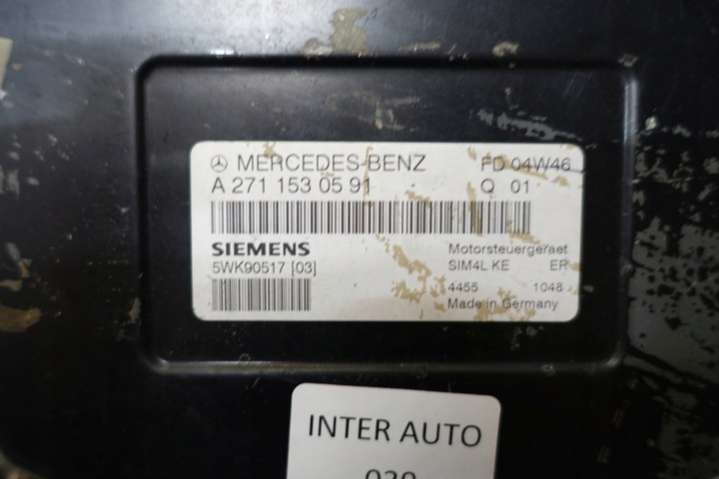 MERCEDES-BENZ FD 04W46
A 271 153 05 91 Q 01
SIEMENS Motorsteuergeraet
5WK90517 [03] SIM4L KE ER
4455 1048
Made in Germany
INTER AUTO